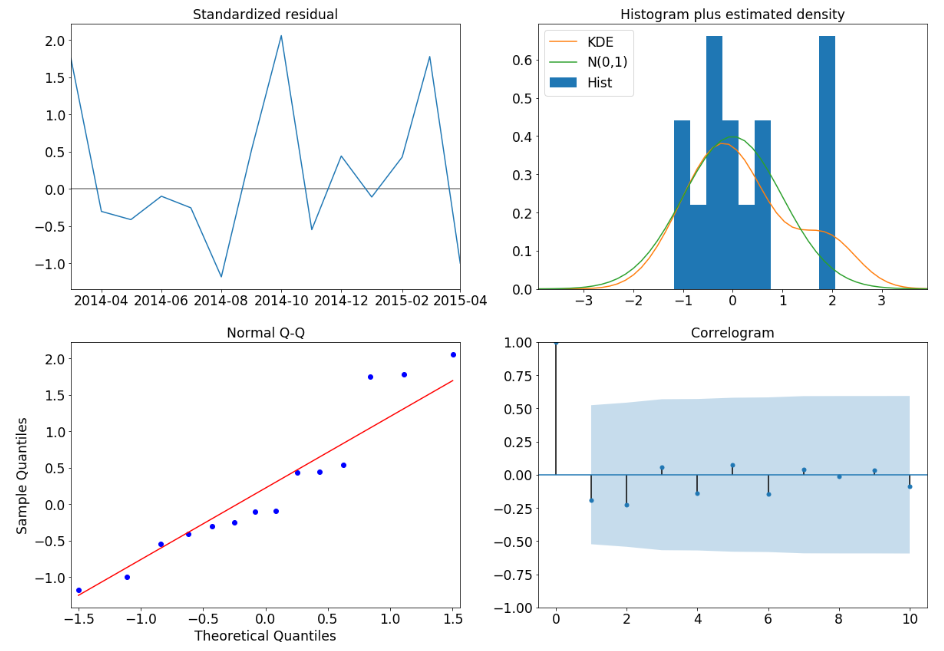 Standardized residual
2.0
1.5
1.0
0.5
0.0
−0.5
−1.0
2014-04 2014-06 2014-08 2014-10 2014-12 2015-02 2015-04
Histogram plus estimated density
KDE
N(0,1)
Hist
0.6
0.5
0.4
0.3
0.2
0.1
0.0
−3 −2 −1 0 1 2 3
Normal Q-Q
Sample Quantiles
2.0
1.5
1.0
0.5
0.0
−0.5
−1.0
−1.5 −1.0 −0.5 0.0 0.5 1.0 1.5
Theoretical Quantiles
Correlogram
1.00
0.75
0.50
0.25
0.00
−0.25
−0.50
−0.75
−1.00
0 2 4 6 8 10